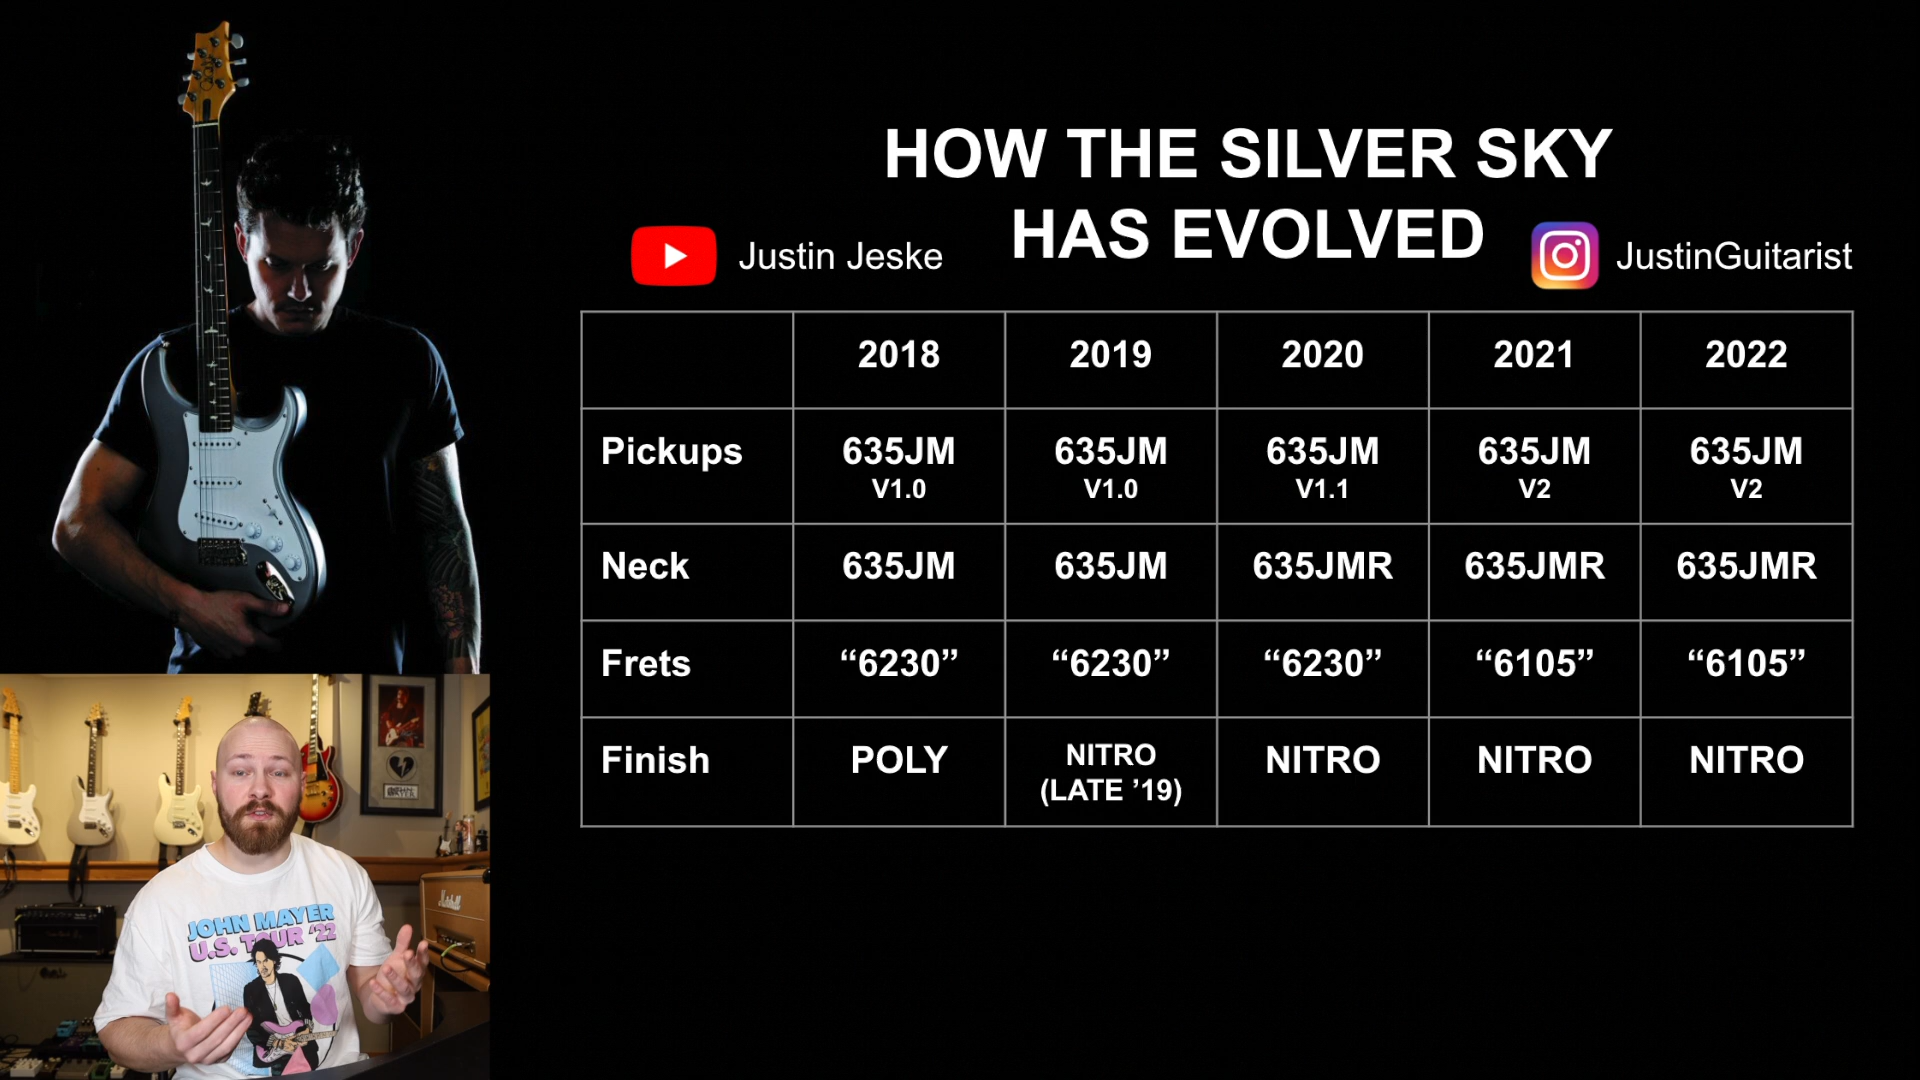 HOW THE SILVER SKY
HAS EVOLVED
Justin Jeske
JustinGuitarist
2018 2019 2020 2021 2022
Pickups 635JM 635JM 635JM 635JM 635JM
V1.0 V1.0 V1.1 V2 V2
Neck 635JM 635JM 635JMR 635JMR 635JMR
Frets “6230” “6230” “6230” “6105” “6105”
Finish POLY NITRO NITRO NITRO NITRO
(LATE ’19)
Marshall
JOHN MAYER
U.S. TOUR ’22